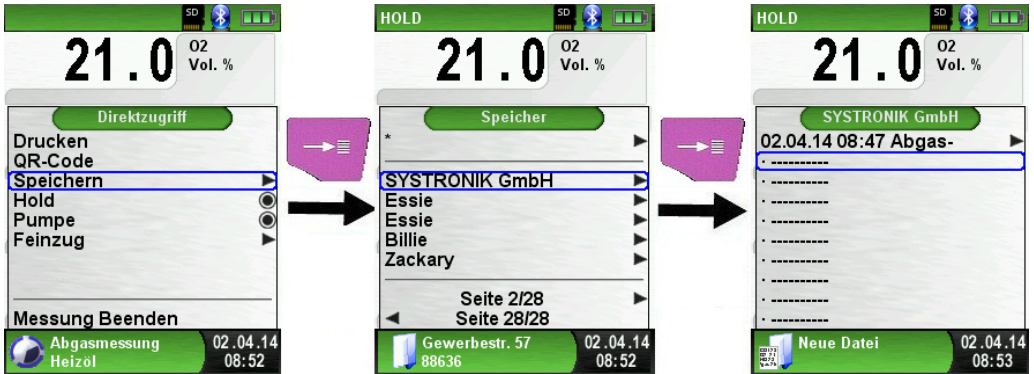 SD
21.0 O2
Vol. %
Direktzugriff
Drucken
QR-Code
Speichern
Hold
Pumpe
Feinzug
Messung Beenden
Abgasmessung
Heizöl
02.04.14
08:52
HOLD
SD
21.0 O2
Vol. %
Speicher
*
SYSTRONIK GmbH
Essie
Essie
Billie
Zackary
Seite 2/28
Seite 28/28
Gewerbestr. 57
88636
02.04.14
08:52
HOLD
SD
21.0 O2
Vol. %
SYSTRONIK GmbH
02.04.14 08:47 Abgas-
· ----------
· ----------
· ----------
· ----------
· ----------
· ----------
· ----------
· ----------
· ----------
Neue Datei
02.04.14
08:53